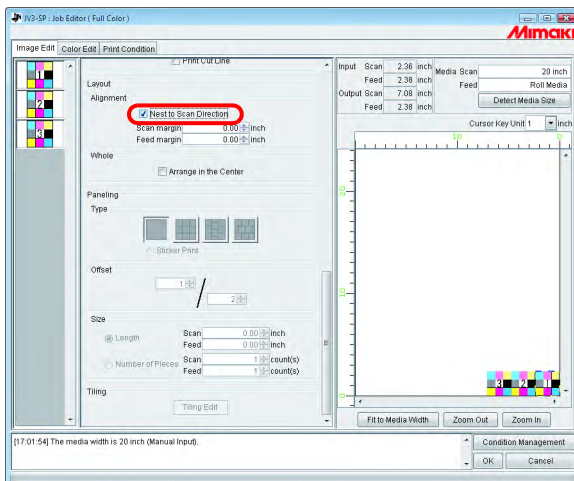 JV3-SP : Job Editor ( Full Color )
Mimaki
Image Edit Color Edit Print Condition
1
2
3
Print Cut Line
Layout
Alignment
Nest to Scan Direction
Scan margin 0.00 inch
Feed margin 0.00 inch
Whole
Arrange in the Center
Paneling
Type
Sticker Print
Offset
1 / 2
Size
Length
Scan 0.00 inch
Feed 0.00 inch
Number of Pieces
Scan 1 count(s)
Feed 1 count(s)
Tiling
Tiling Edit
Input Scan 2.36 inch
Feed 2.38 inch
Output Scan 7.08 inch
Feed 2.38 inch
Media Scan 20 inch
Feed Roll Media
Detect Media Size
Cursor Key Unit 1 inch
10 0
20
10
0
3 2 1
Fit to Media Width Zoom Out Zoom In
[17:01:54] The media width is 20 inch (Manual Input).
Condition Management
OK Cancel